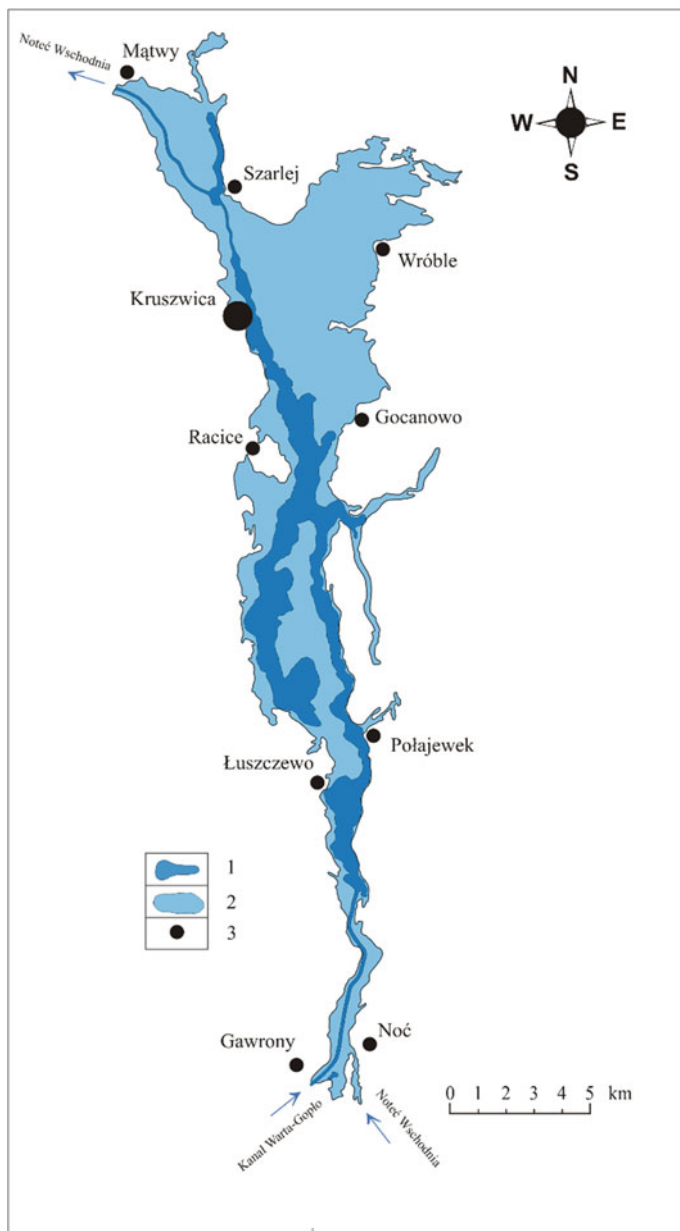 Noteć Wschodnia
Mątwy
N
W E
S
Szarlej
Wróble
Kruszwica
Gocanowo
Racice
Połajewek
Łuszczewo
1
2
3
Noć
Gawrony
0 1 2 3 4 5 km
Kanał Warta-Gopło
Noteć Wschodnia